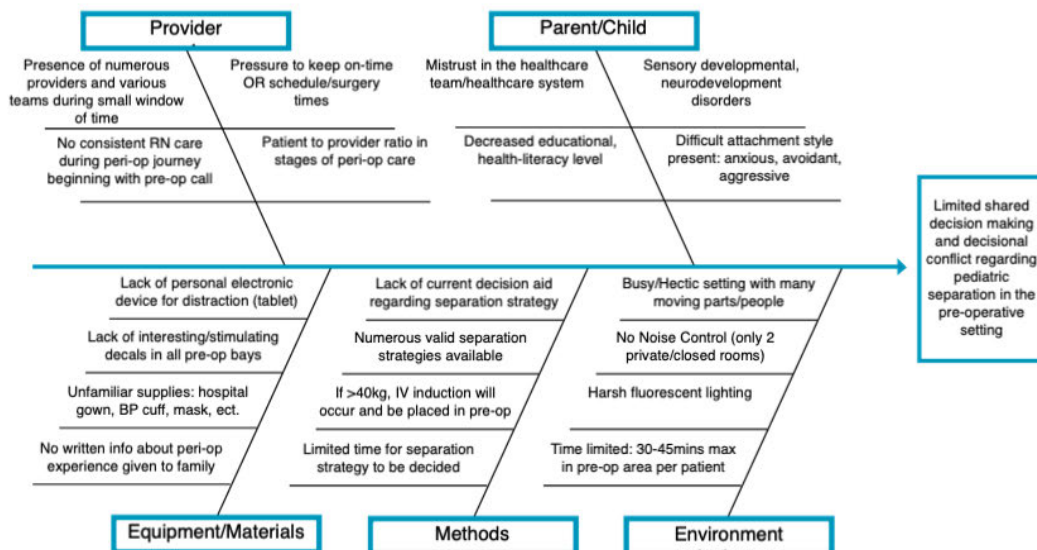 Provider
Parent/Child
Presence of numerous
providers and various
teams during small window
of time
Pressure to keep on-time
OR schedule/surgery
times
Mistrust in the healthcare
team/healthcare system
Sensory developmental,
neurodevelopment
disorders
No consistent RN care
during peri-op journey
beginning with pre-op call
Patient to provider ratio in
stages of peri-op care
Decreased educational,
health-literacy level
Difficult attachment style
present: anxious, avoidant,
aggressive
Limited shared
decision making
and decisional
conflict regarding
pediatric
separation in the
pre-operative
setting
Lack of personal electronic
device for distraction (tablet)
Lack of interesting/stimulating
decals in all pre-op bays
Unfamiliar supplies: hospital
gown, BP cuff, mask, ect.
No written info about peri-op
experience given to family
Lack of current decision aid
regarding separation strategy
Numerous valid separation
strategies available
If >40kg, IV induction will
occur and be placed in pre-op
Limited time for separation
strategy to be decided
Busy/Hectic setting with many
moving parts/people
No Noise Control (only 2
private/closed rooms)
Harsh fluorescent lighting
Time limited: 30-45mins max
in pre-op area per patient
Equipment/Materials
Methods
Environment